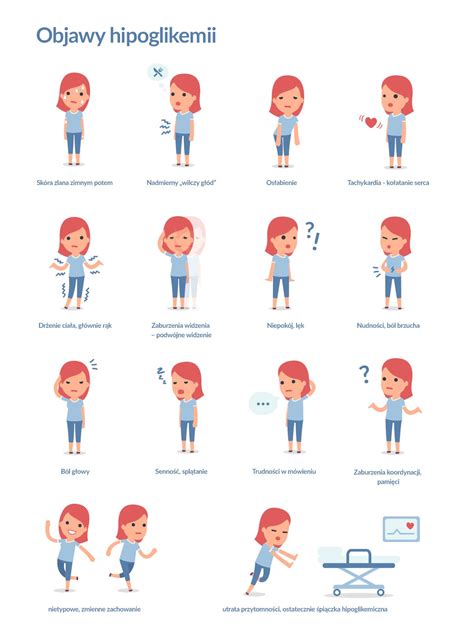 Objawy hipoglikemii
Skóra zlana zimnym potem
Nadmierny „wilczy głód”
Osłabienie
Tachykardia - kołatanie serca
?!
Drżenie ciała, głównie rąk
Zaburzenia widzenia
– podwójne widzenie
Niepokój, lęk
Nudności, ból brzucha
!!
z z z
...
?
Ból głowy
Senność, splątanie
Trudności w mówieniu
Zaburzenia koordynacji,
pamięci
nietypowe, zmienne zachowanie
utrata przytomności, ostatecznie śpiączka hipoglikemiczna